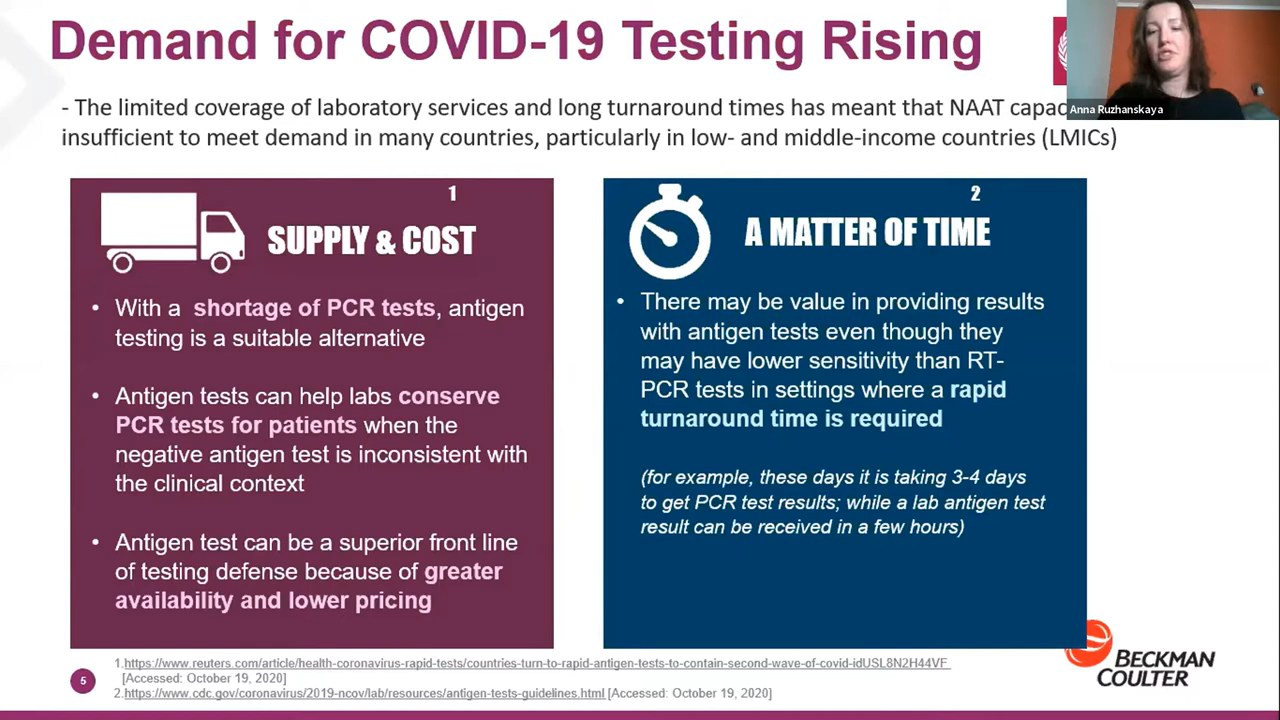 Demand for COVID-19 Testing Rising
Anna Ruzhanskaya
- The limited coverage of laboratory services and long turnaround times has meant that NAAT
insufficient to meet demand in many countries, particularly in low- and middle-income countries (LMICs)
1
SUPPLY & COST
• With a shortage of PCR tests, antigen
testing is a suitable alternative
• Antigen tests can help labs conserve
PCR tests for patients when the
negative antigen test is inconsistent with
the clinical context
• Antigen test can be a superior front line
of testing defense because of greater
availability and lower pricing
2
A MATTER OF TIME
• There may be value in providing results
with antigen tests even though they
may have lower sensitivity than RT-
PCR tests in settings where a rapid
turnaround time is required
(for example, these days it is taking 3-4 days
to get PCR test results; while a lab antigen test
result can be received in a few hours)
1.https://www.reuters.com/article/health-coronavirus-rapid-tests/countries-turn-to-rapid-antigen-tests-to-contain-second-wave-of-covid-idUSL8N2H44VF
[Accessed: October 19, 2020]
2.https://www.cdc.gov/coronavirus/2019-ncov/lab/resources/antigen-tests-guidelines.html [Accessed: October 19, 2020]
5
BECKMAN
COULTER